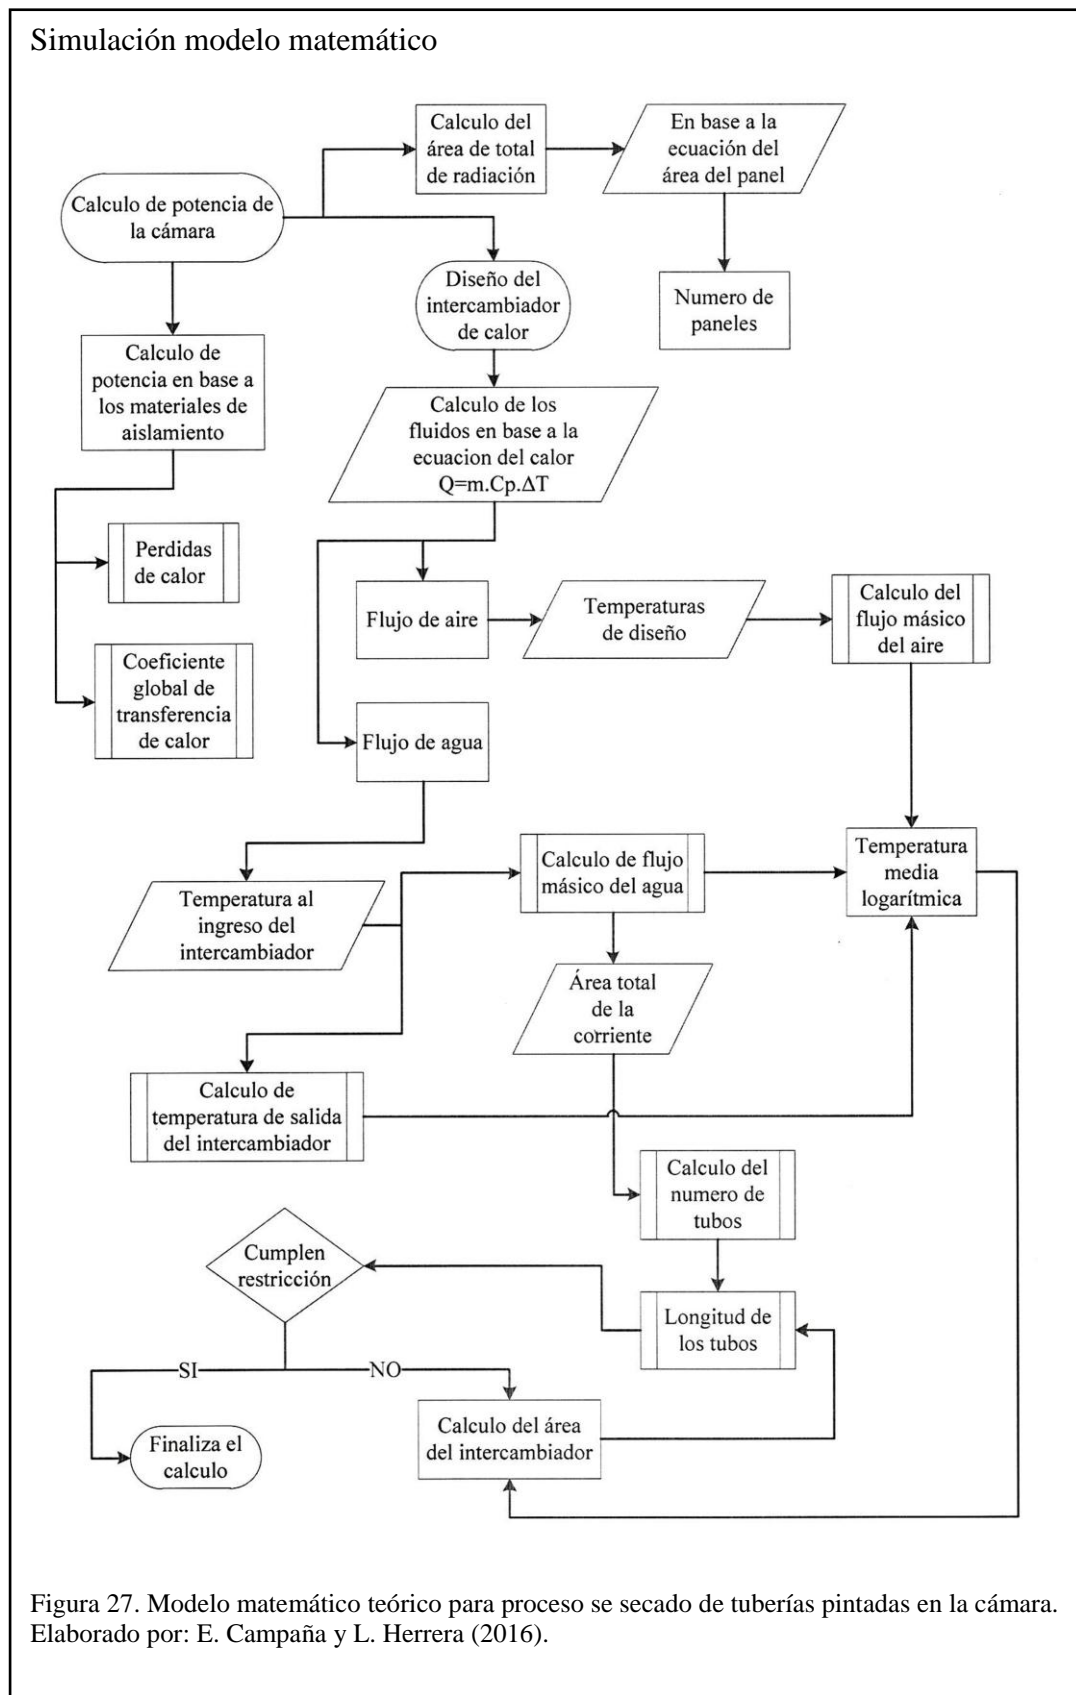 Simulación modelo matemático
Calculo del
área de total
de radiación
En base a la
ecuación del
área del panel
Calculo de potencia de
la cámara
Diseño del
intercambiador
de calor
Numero de
paneles
Calculo de
potencia en base a
los materiales de
aislamiento
Calculo de los
fluidos en base a la
ecuacion del calor
Q=m.Cp.ΔT
Perdidas
de calor
Flujo de aire
Temperaturas
de diseño
Calculo del
flujo másico
del aire
Coeficiente
global de
transferencia
de calor
Flujo de agua
Temperatura al
ingreso del
intercambiador
Calculo de flujo
másico del agua
Temperatura
media
logarítmica
Área total
de la
corriente
Calculo de
temperatura de salida
del intercambiador
Calculo del
numero de
tubos
Cumplen
restricción
Longitud de
los tubos
SI
NO
Calculo del área
del intercambiador
Finaliza el
calculo
Figura 27. Modelo matemático teórico para proceso se secado de tuberías pintadas en la cámara.
Elaborado por: E. Campaña y L. Herrera (2016).